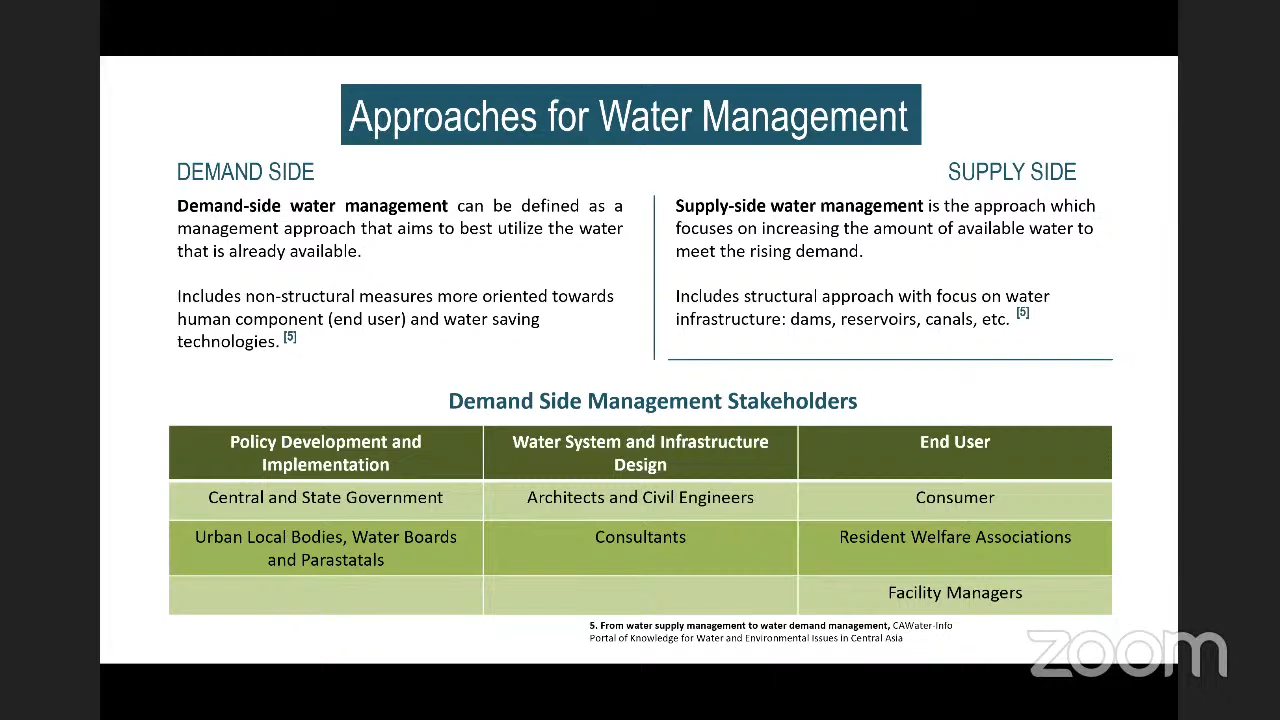 Approaches for Water Management
DEMAND SIDE
Demand-side water management can be defined as a
management approach that aims to best utilize the water
that is already available.
Includes non-structural measures more oriented towards
human component (end user) and water saving
technologies. [5]
SUPPLY SIDE
Supply-side water management is the approach which
focuses on increasing the amount of available water to
meet the rising demand.
Includes structural approach with focus on water
infrastructure: dams, reservoirs, canals, etc. [5]
Demand Side Management Stakeholders
Policy Development and
Implementation
Water System and Infrastructure
Design
End User
Central and State Government
Architects and Civil Engineers
Consumer
Urban Local Bodies, Water Boards
and Parastatals
Consultants
Resident Welfare Associations
Facility Managers
5. From water supply management to water demand management, CAWater-Info
Portal of Knowledge for Water and Environmental Issues in Central Asia
zoom